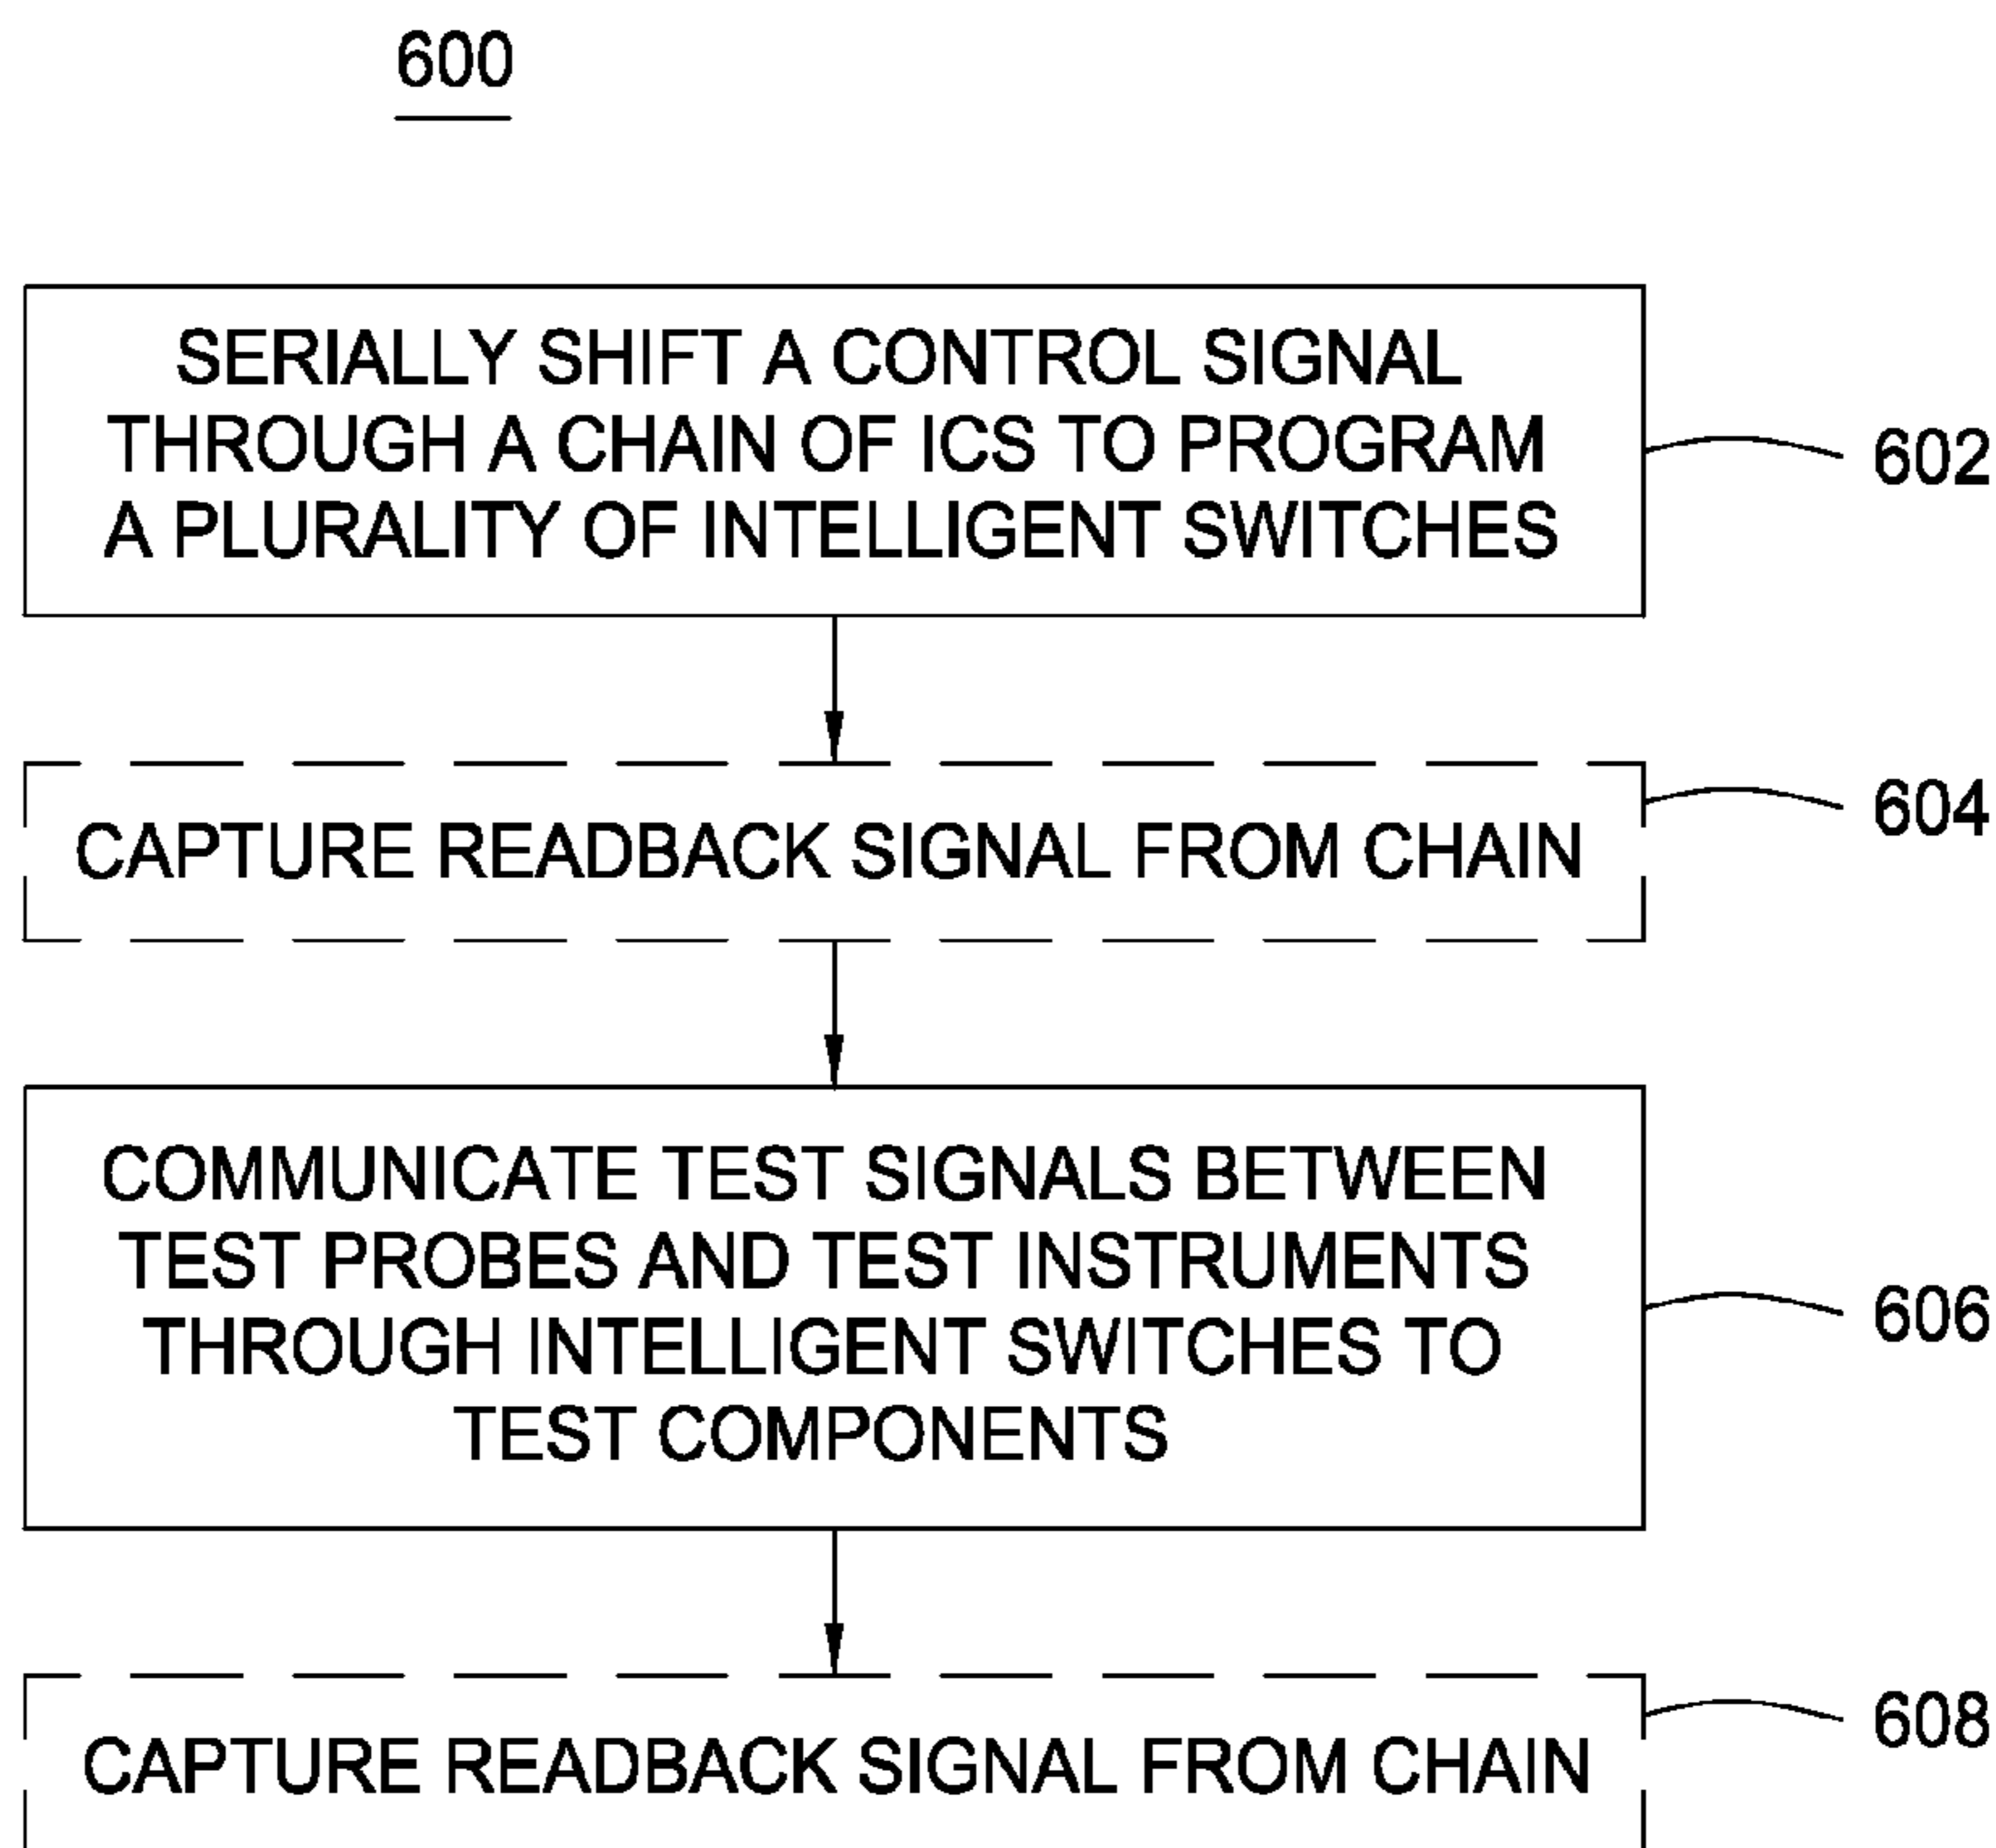 600
SERIALLY SHIFT A CONTROL SIGNAL
THROUGH A CHAIN OF ICS TO PROGRAM
A PLURALITY OF INTELLIGENT SWITCHES
602
CAPTURE READBACK SIGNAL FROM CHAIN
604
COMMUNICATE TEST SIGNALS BETWEEN
TEST PROBES AND TEST INSTRUMENTS
THROUGH INTELLIGENT SWITCHES TO
TEST COMPONENTS
606
CAPTURE READBACK SIGNAL FROM CHAIN
608